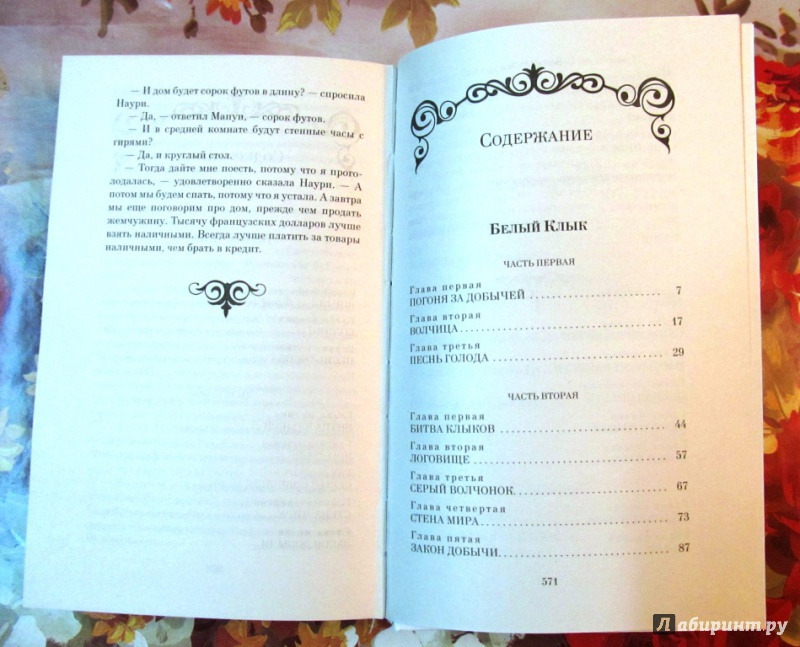 — И дом будет сорок футов в длину? — спросила
Наури.
— Да, — ответил Мапуи, — сорок футов.
— И в средней комнате будут стенные часы с
гирями?
— Да, и круглый стол.
— Тогда дайте мне поесть, потому что я прого-
лодалась, — удовлетворенно сказала Наури. — А
потом мы будем спать, потому что я устала. А завтра
мы еще поговорим про дом, прежде чем продать
жемчужину. Тысячу французских долларов лучше
взять наличными. Всегда лучше платить за товары
наличными, чем брать в кредит.
СОДЕРЖАНИЕ
БЕЛЫЙ КЛЫК
ЧАСТЬ ПЕРВАЯ
Глава первая
ПОГОНЯ ЗА ДОБЫЧЕЙ 7
Глава вторая
ВОЛЧИЦА 17
Глава третья
ПЕСНЬ ГОЛОДА 29
ЧАСТЬ ВТОРАЯ
Глава первая
БИТВА КЛЫКОВ 44
Глава вторая
ЛОГОВИЩЕ 57
Глава третья
СЕРЫЙ ВОЛЧОНОК 67
Глава четвертая
СТЕНА МИРА 73
Глава пятая
ЗАКОН ДОБЫЧИ 87
571
Лабиринт.ру